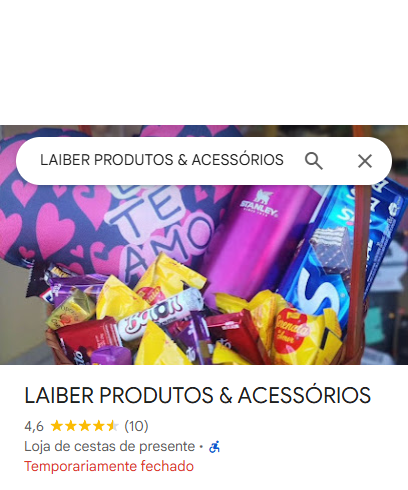 LAIBER PRODUTOS & ACESSÓRIOS
TE
AMO
STANLEY
Baton
LAIBER PRODUTOS & ACESSÓRIOS
4,6 (10)
Loja de cestas de presente ·
Temporariamente fechado